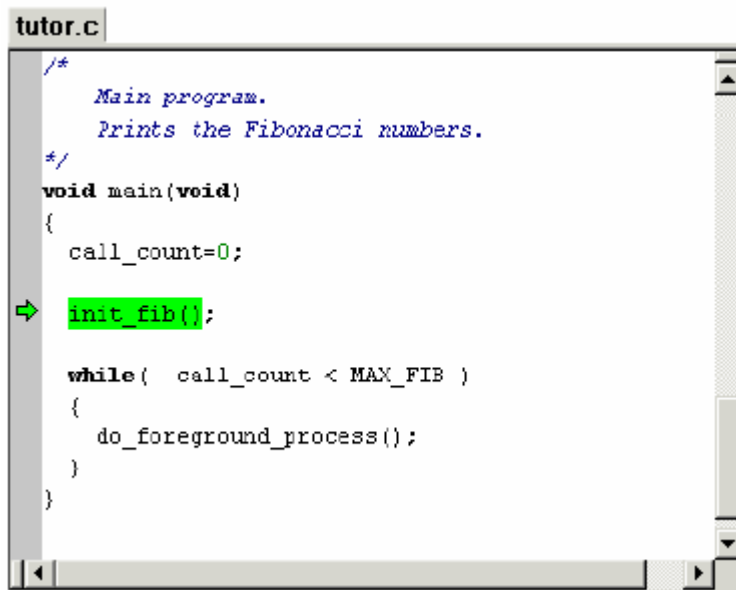 tutor.c
/*
Main program.
Prints the Fibonacci numbers.
*/
void main(void)
{
call_count=0;
init_fib();
while( call_count < MAX_FIB )
{
do_foreground_process();
}
}